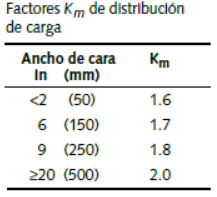 Factores Km de distribución
de carga
Ancho de cara Km
In (mm)
<2 (50) 1.6
6 (150) 1.7
9 (250) 1.8
≥20 (500) 2.0